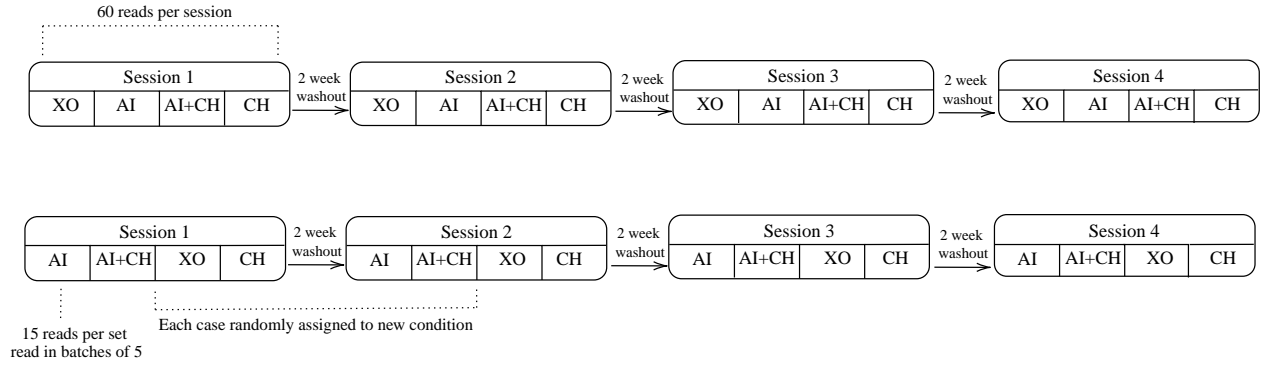 60 reads per session
Session 1
XO AI AI+CH CH
2 week
washout
Session 2
XO AI AI+CH CH
2 week
washout
Session 3
XO AI AI+CH CH
2 week
washout
Session 4
XO AI AI+CH CH
Session 1
AI AI+CH XO CH
2 week
washout
Session 2
AI AI+CH XO CH
2 week
washout
Session 3
AI AI+CH XO CH
2 week
washout
Session 4
AI AI+CH XO CH
15 reads per set
read in batches of 5
Each case randomly assigned to new condition